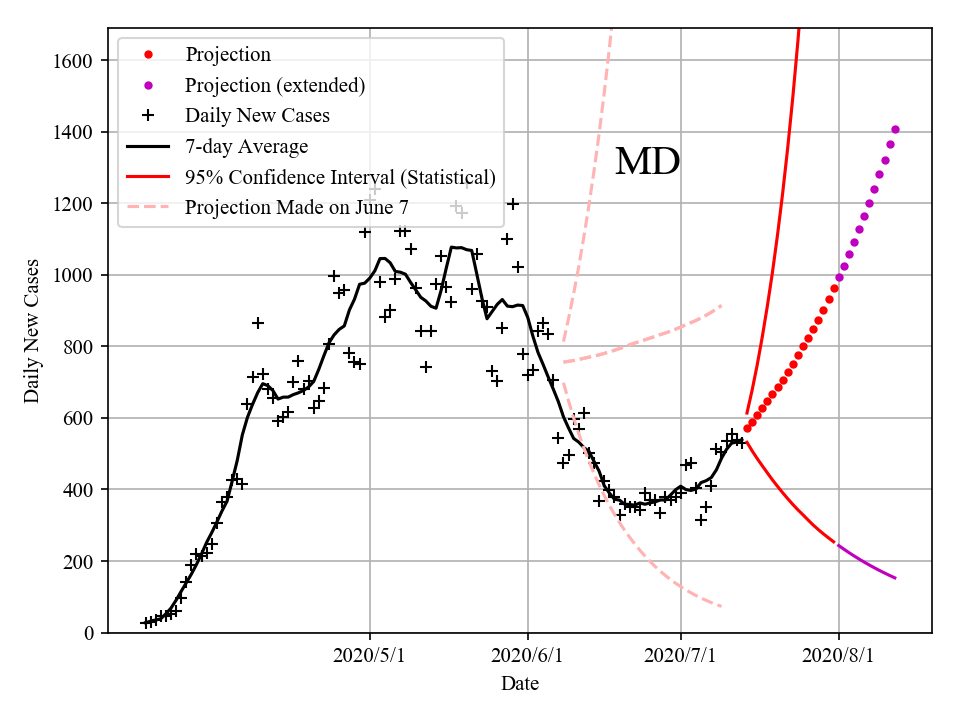 Projection
Projection (extended)
Daily New Cases
7-day Average
95% Confidence Interval (Statistical)
Projection Made on June 7
MD
1600
1400
1200
1000
800
600
400
200
0
Daily New Cases
2020/5/1 2020/6/1 2020/7/1 2020/8/1
Date